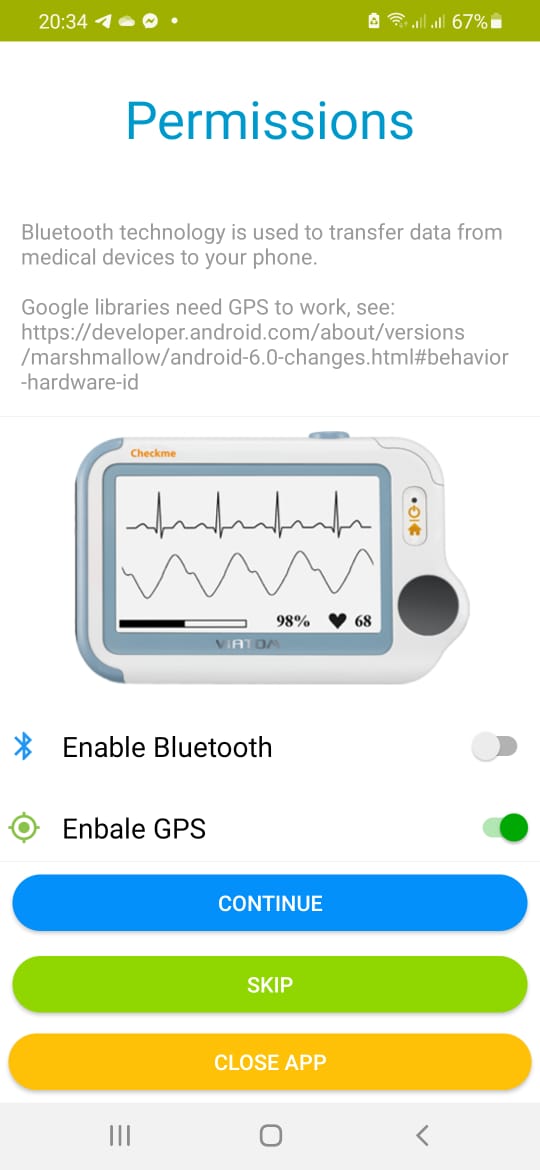 20:34
67%
Permissions
Bluetooth technology is used to transfer data from
medical devices to your phone.
Google libraries need GPS to work, see:
https://developer.android.com/about/versions
/marshmallow/android-6.0-changes.html#behavior
-hardware-id
Checkme
98% 68
VIATOM
Enable Bluetooth
Enbale GPS
CONTINUE
SKIP
CLOSE APP